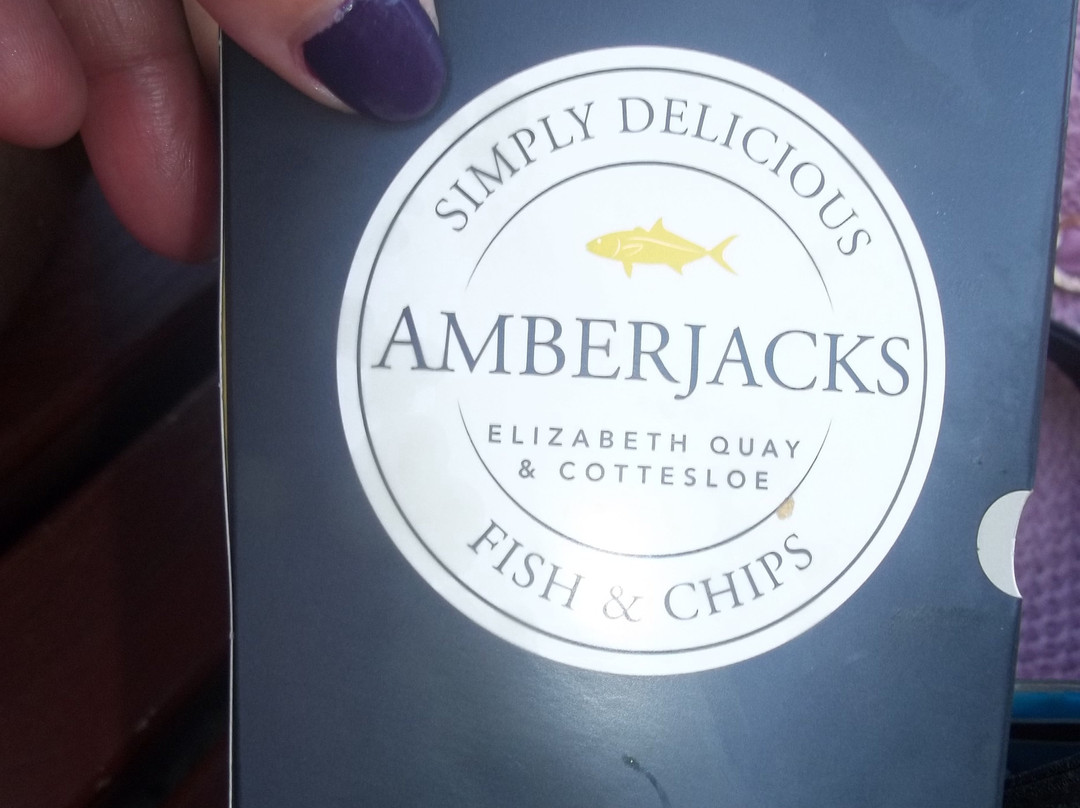 SIMPLY DELICIOUS
AMBERJACKS
ELIZABETH QUAY
& COTTESLOE
FISH & CHIPS